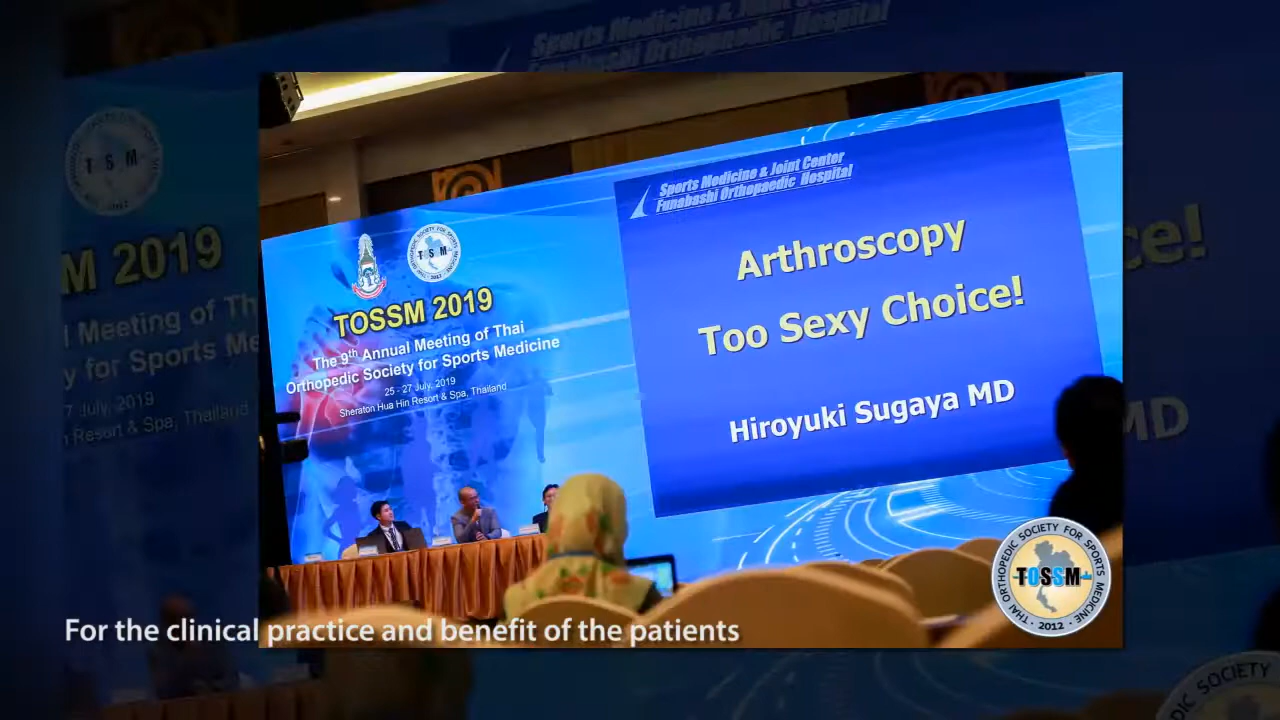 Sports Medicine & Joint Center
Funabashi Orthopaedic Hospital
Arthroscopy
Too Sexy Choice!
Hiroyuki Sugaya MD
TOSSM 2019
The 9th Annual Meeting of Thai
Orthopedic Society for Sports Medicine
25 - 27 July, 2019
Sheraton Hua Hin Resort & Spa, Thailand
THAI ORTHOPEDIC SOCIETY FOR SPORTS MEDICINE
TOSSM
2012
For the clinical practice and benefit of the patients